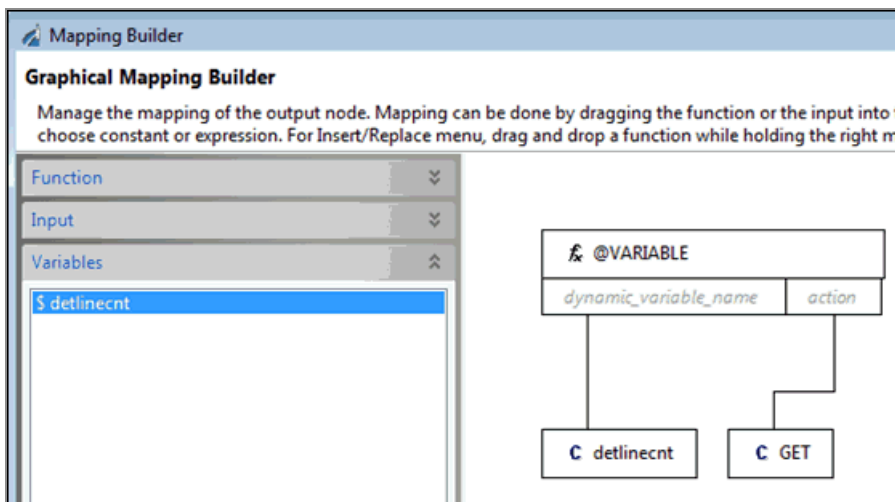 Mapping Builder
Graphical Mapping Builder
Manage the mapping of the output node. Mapping can be done by dragging the function or the input into
choose constant or expression. For Insert/Replace menu, drag and drop a function while holding the right
Function
Input
Variables
$ detlinecnt
fx @VARIABLE
dynamic_variable_name action
C detlinecnt C GET